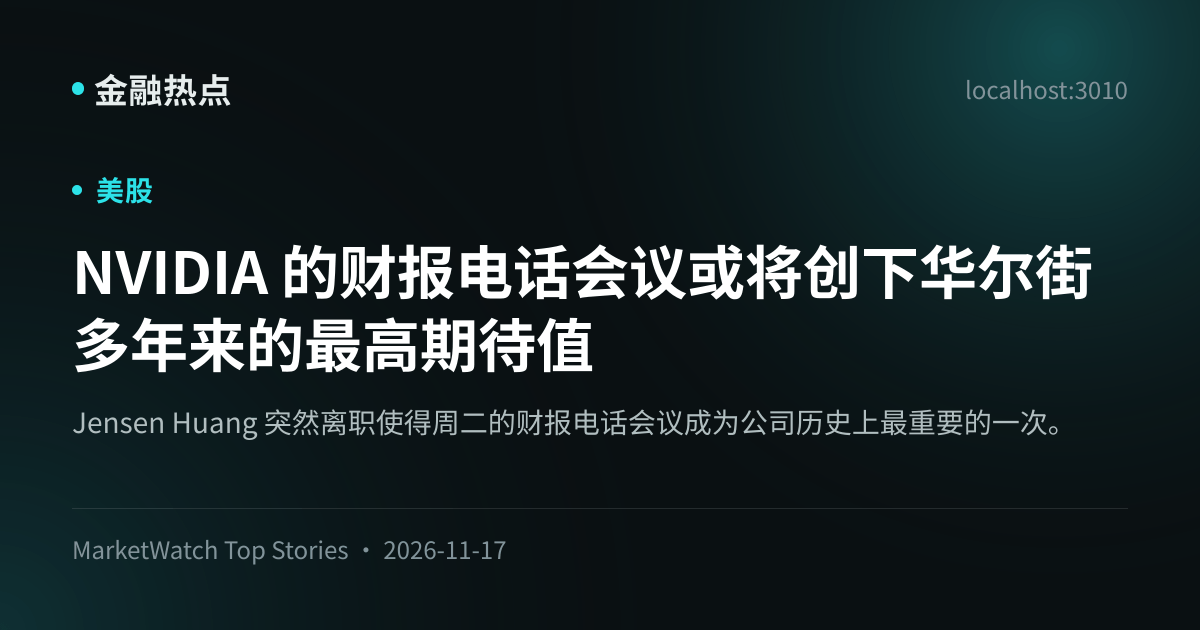 金融热点
localhost:3010
美股
NVIDIA 的财报电话会议或将创下华尔街
多年来的最高期待值
Jensen Huang 突然离职使得周二的财报电话会议成为公司历史上最重要的一次。
MarketWatch Top Stories · 2026-11-17